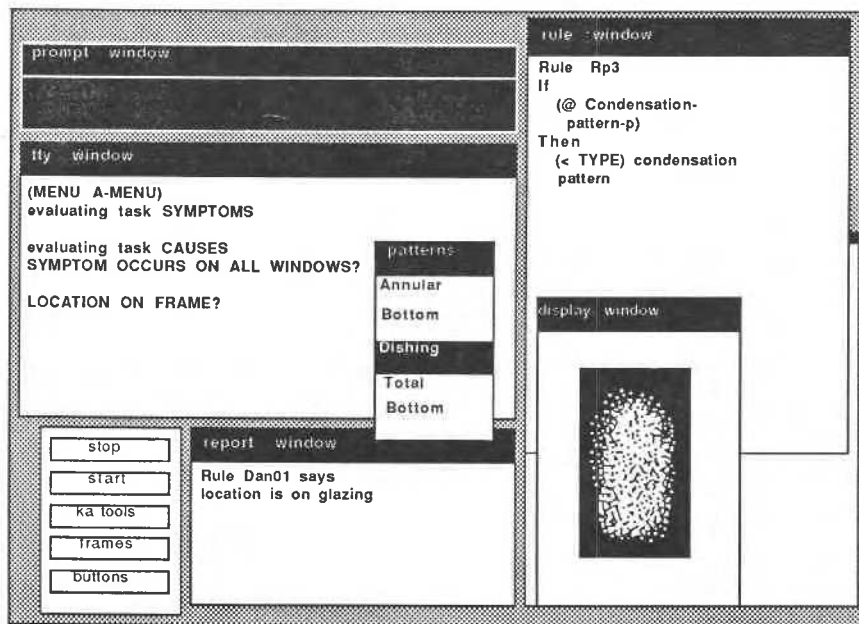 prompt window
tty window
(MENU A-MENU)
evaluating task SYMPTOMS
evaluating task CAUSES
SYMPTOM OCCURS ON ALL WINDOWS?
LOCATION ON FRAME?
patterns
Annular
Bottom
Dishing
Total
Bottom
rule window
Rule Rp3
If
(@ Condensation-
pattern-p)
Then
(< TYPE) condensation
pattern
display window
stop
start
ka tools
frames
buttons
report window
Rule Dan01 says
location is on glazing